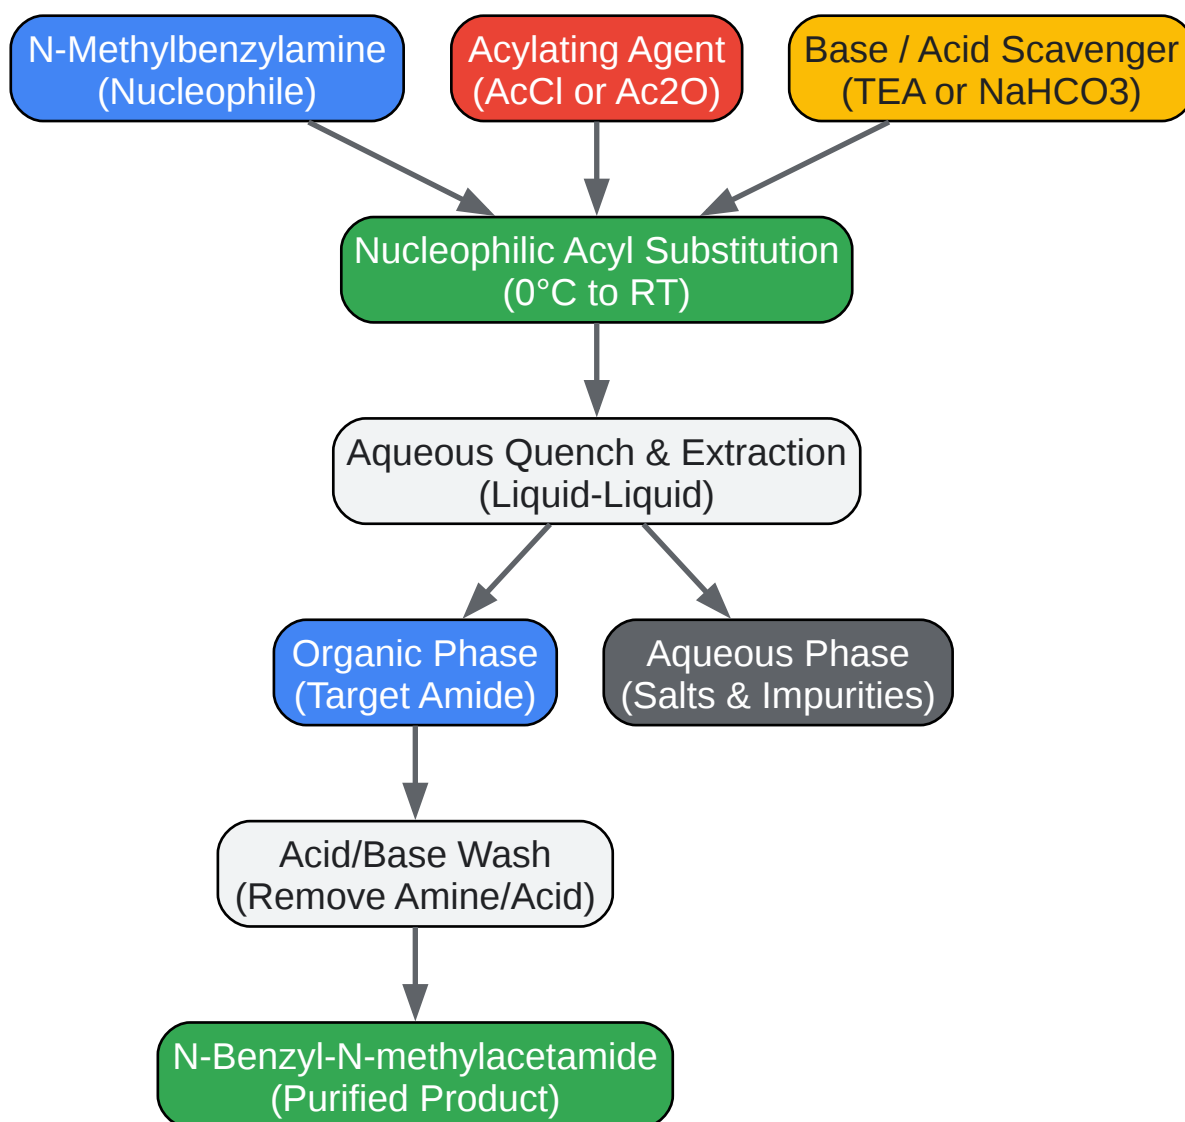 N-Methylbenzylamine
(Nucleophile)
Acylating Agent
(AcCl or Ac2O)
Base / Acid Scavenger
(TEA or NaHCO3)
Nucleophilic Acyl Substitution
(0°C to RT)
Aqueous Quench & Extraction
(Liquid-Liquid)
Organic Phase
(Target Amide)
Aqueous Phase
(Salts & Impurities)
Acid/Base Wash
(Remove Amine/Acid)
N-Benzyl-N-methylacetamide
(Purified Product)